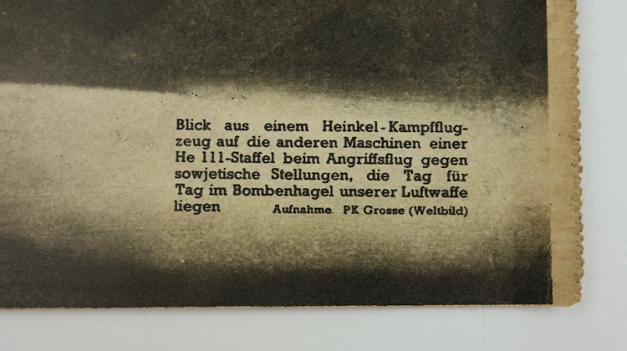 Blick aus einem Heinkel-Kampfflug-
zeug auf die anderen Maschinen einer
He 111-Staffel beim Angriffsflug gegen
sowjetische Stellungen, die Tag für
Tag im Bombenhagel unserer Luftwaffe
liegen Aufnahme. PK Grosse (Weltbild)